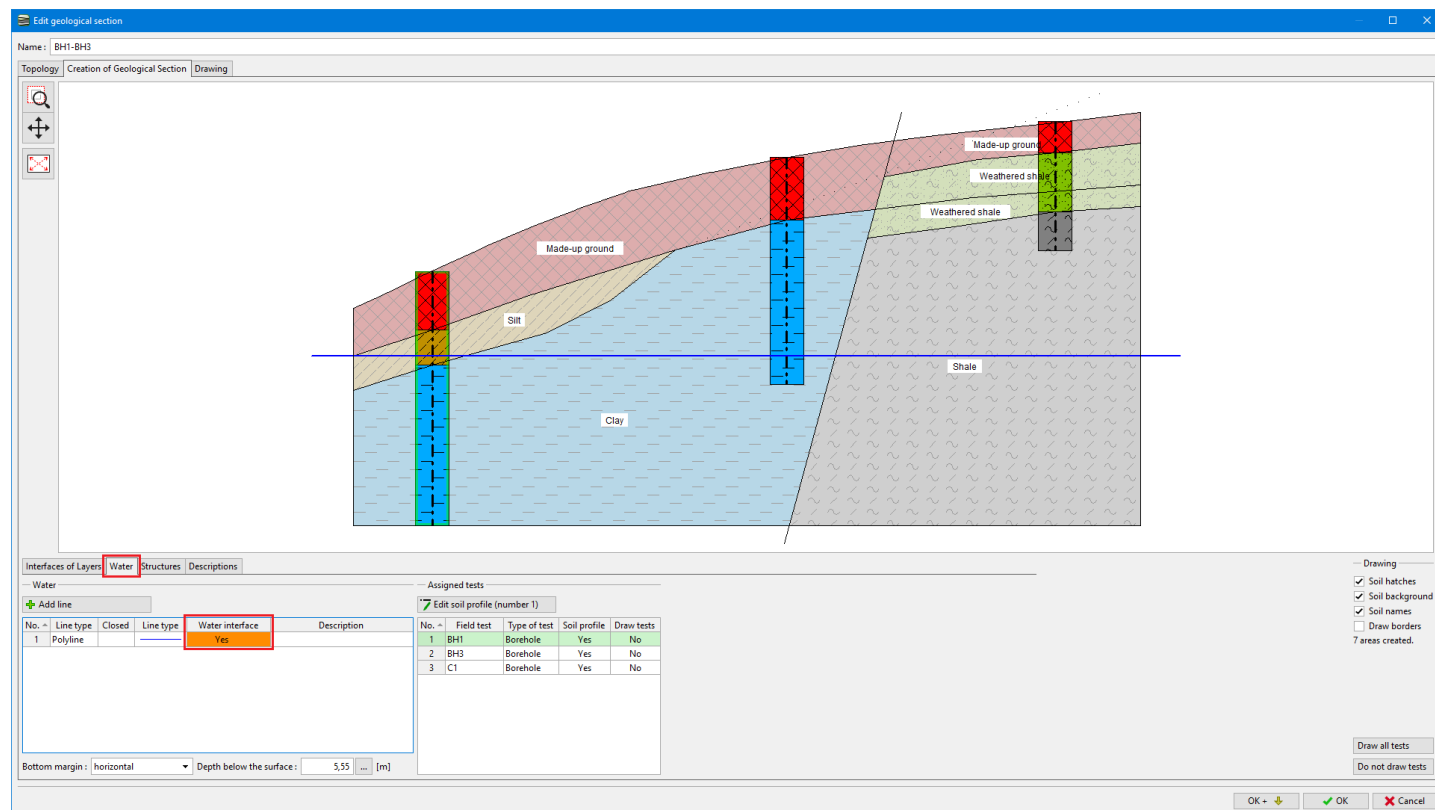 Edit geological section
Name : BH1-BH3
Topology Creation of Geological Section Drawing
Made-up ground
Weathered shale
Weathered shale
Made-up ground
Silt
Shale
Clay
Interfaces of Layers Water Structures Descriptions
Water
Add line
No. Line type Closed Line type Water interface Description
1 Polyline Yes
Bottom margin : horizontal Depth below the surface : 5,55 ... [m]
Assigned tests
Edit soil profile (number 1)
No. Field test Type of test Soil profile Draw tests
1 BH1 Borehole Yes No
2 BH3 Borehole Yes No
3 C1 Borehole Yes No
Drawing
Soil hatches
Soil background
Soil names
Draw borders
7 areas created.
Draw all tests
Do not draw tests
OK + OK Cancel